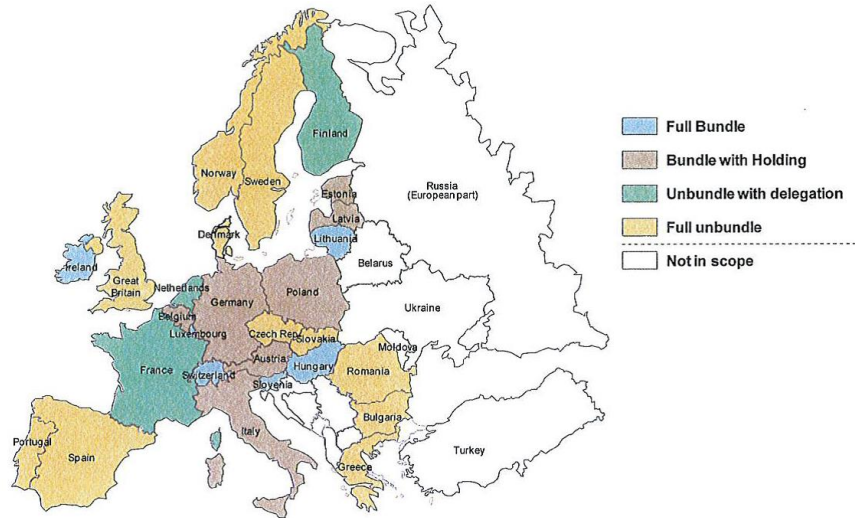 Finland
Norway
Sweden
Estonia
Latvia
Lithuania
Denmark
Ireland
Great
Britain
Netherlands
Belgium
Luxembourg
Germany
Poland
Belarus
Russia
(European part)
Ukraine
Czech Rep.
Slovakia
Moldova
France
Switzerland
Austria
Hungary
Slovenia
Romania
Italy
Bulgaria
Portugal
Spain
Greece
Turkey
Full Bundle
Bundle with Holding
Unbundle with delegation
Full unbundle
Not in scope